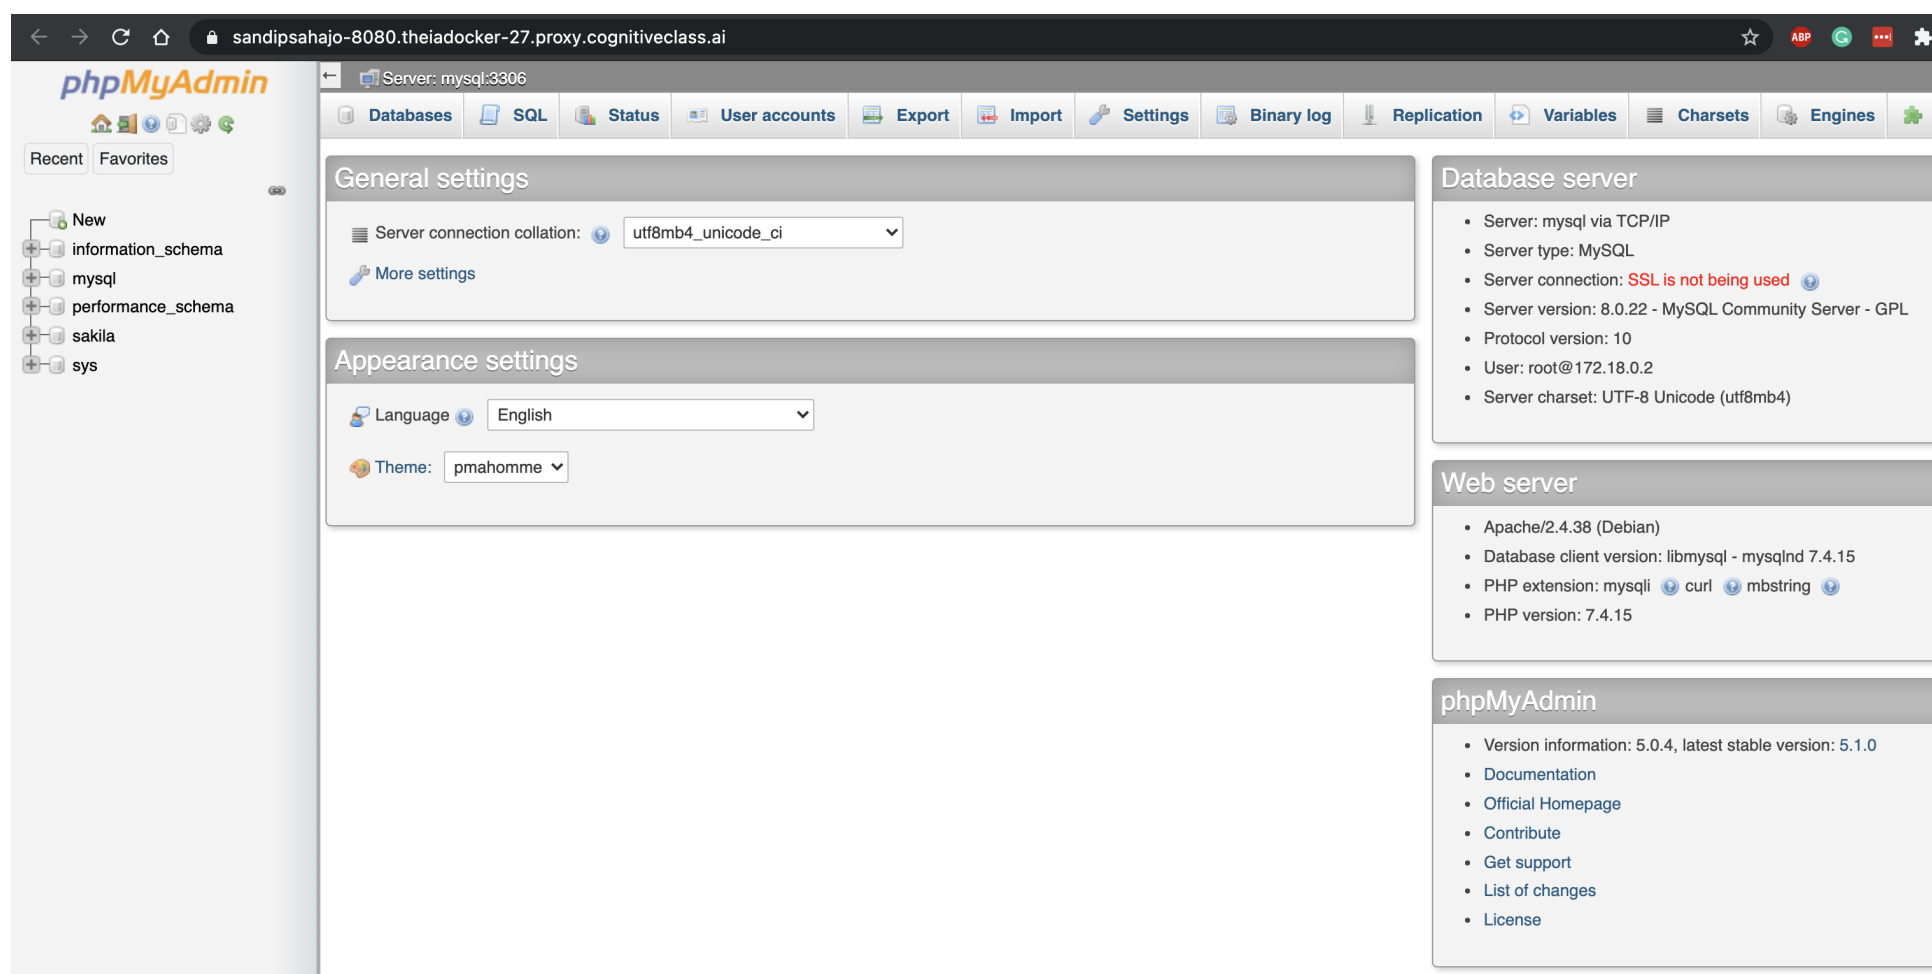 sandipsahajo-8080.theiadocker-27.proxy.cognitiveclass.ai
ABP
phpMyAdmin
Recent Favorites
New
information_schema
mysql
performance_schema
sakila
sys
Server: mysql:3306
Databases SQL Status User accounts Export Import Settings Binary log Replication Variables Charsets Engines
General settings
Server connection collation: utf8mb4_unicode_ci
More settings
Appearance settings
Language English
Theme: pmahomme
Database server
Server: mysql via TCP/IP
Server type: MySQL
Server connection: SSL is not being used
Server version: 8.0.22 - MySQL Community Server - GPL
Protocol version: 10
User: root@172.18.0.2
Server charset: UTF-8 Unicode (utf8mb4)
Web server
Apache/2.4.38 (Debian)
Database client version: libmysql - mysqlnd 7.4.15
PHP extension: mysqli curl mbstring
PHP version: 7.4.15
phpMyAdmin
Version information: 5.0.4, latest stable version: 5.1.0
Documentation
Official Homepage
Contribute
Get support
List of changes
License